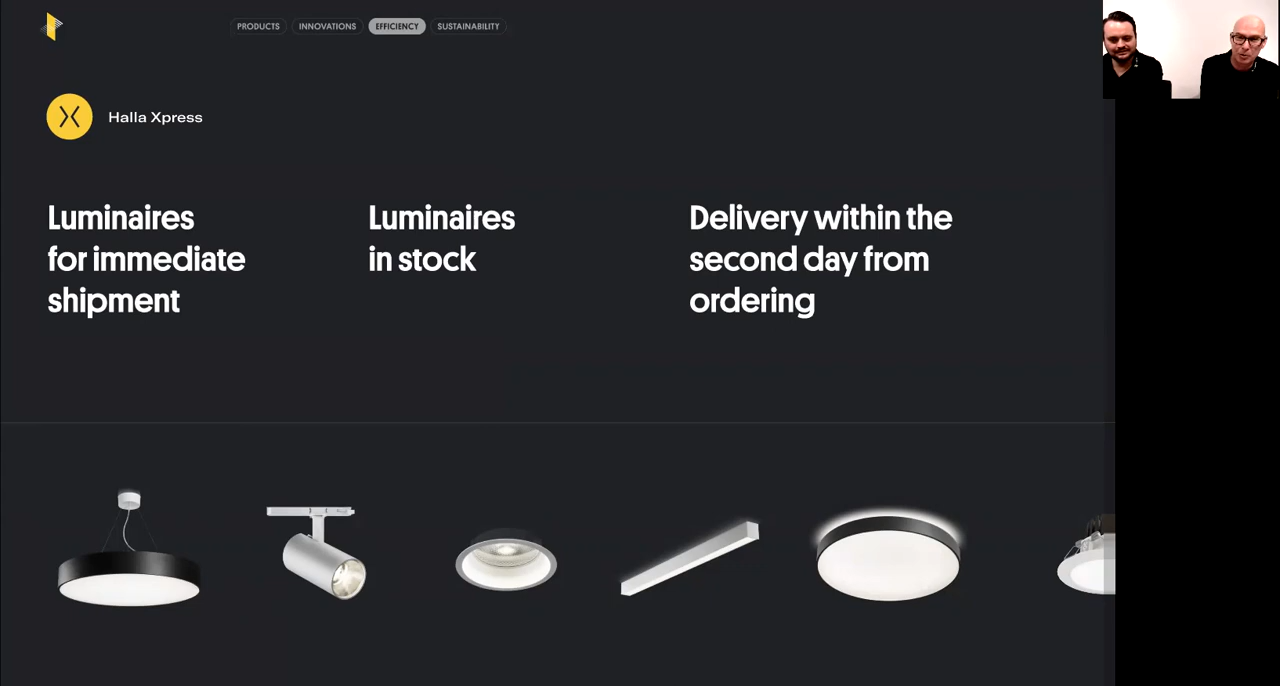 PRODUCTS INNOVATIONS EFFICIENCY SUSTAINABILITY
Halla Xpress
Luminaires
for immediate
shipment
Luminaires
in stock
Delivery within the
second day from
ordering